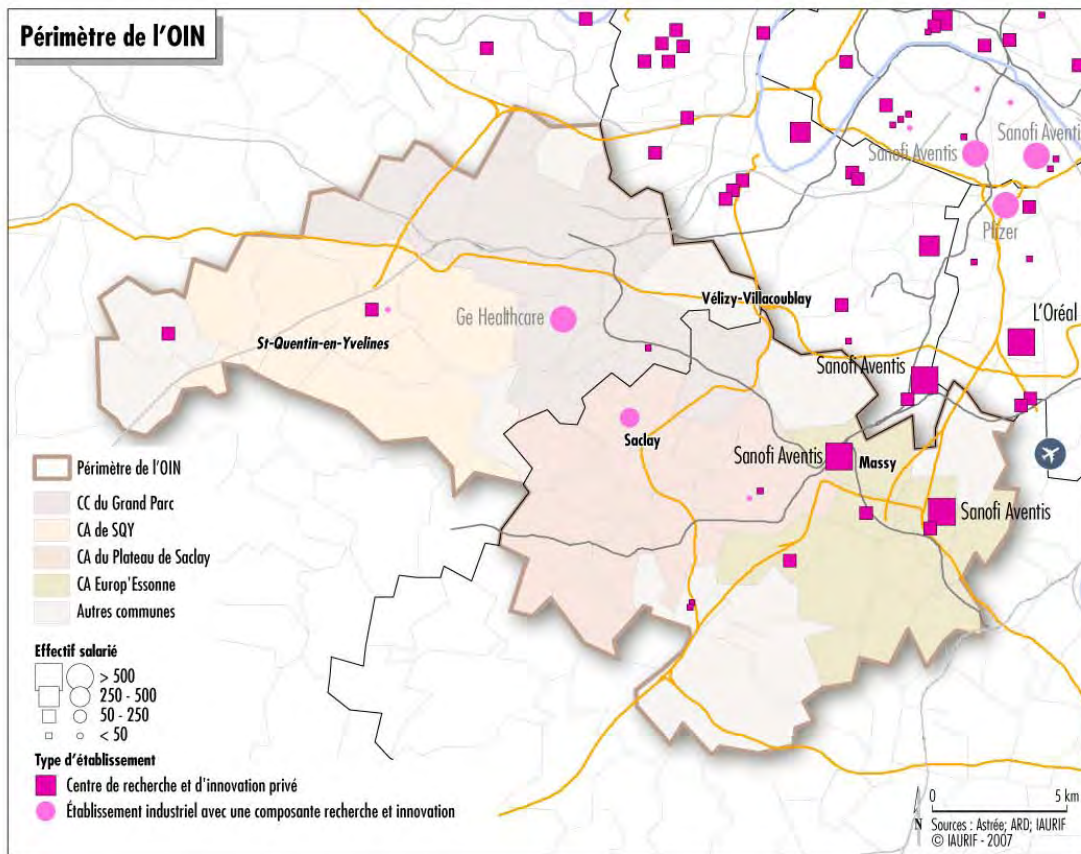 Périmètre de l'OIN
Sanofi Aventis
Sanofi Aventis
Pfizer
Vélizy-Villacoublay
L'Oréal
Ge Healthcare
St-Quentin-en-Yvelines
Sanofi Aventis
Saclay
Sanofi Aventis
Massy
Sanofi Aventis
Périmètre de l'OIN
CC du Grand Parc
CA de SQY
CA du Plateau de Saclay
CA Europ'Essonne
Autres communes
Effectif salarié
> 500
250 - 500
50 - 250
< 50
Type d'établissement
Centre de recherche et d'innovation privé
Établissement industriel avec une composante recherche et innovation
0 5 km
N
Sources : Astrée; ARD; IAURIF
© IAURIF - 2007